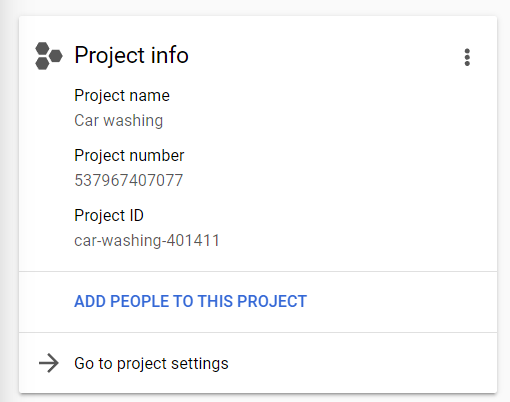 Project info
Project name
Car washing
Project number
537967407077
Project ID
car-washing-401411
ADD PEOPLE TO THIS PROJECT
Go to project settings